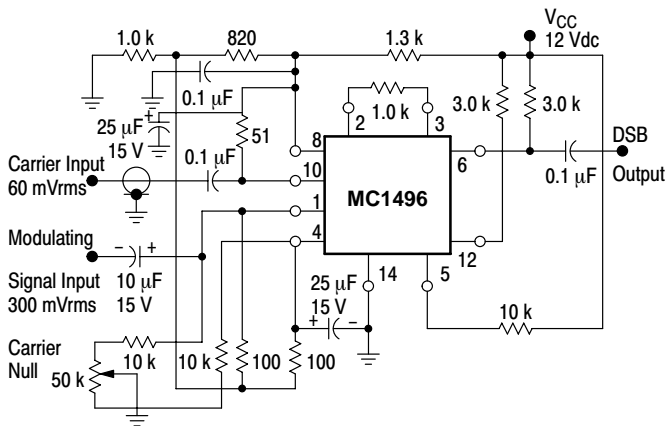 1.0 k
820
1.3 k
VCC
12 Vdc
0.1 μF
1.0 k
3.0 k
3.0 k
25 μF
15 V
+
51
2
3
DSB
Output
Carrier Input
60 mVrms
0.1 μF
8
10
1
4
MC1496
6
12
0.1 μF
14
5
Modulating
Signal Input
300 mVrms
- +
10 μF
15 V
25 μF
15 V
+ -
10 k
Carrier
Null
50 k
10 k
10 k
100
100